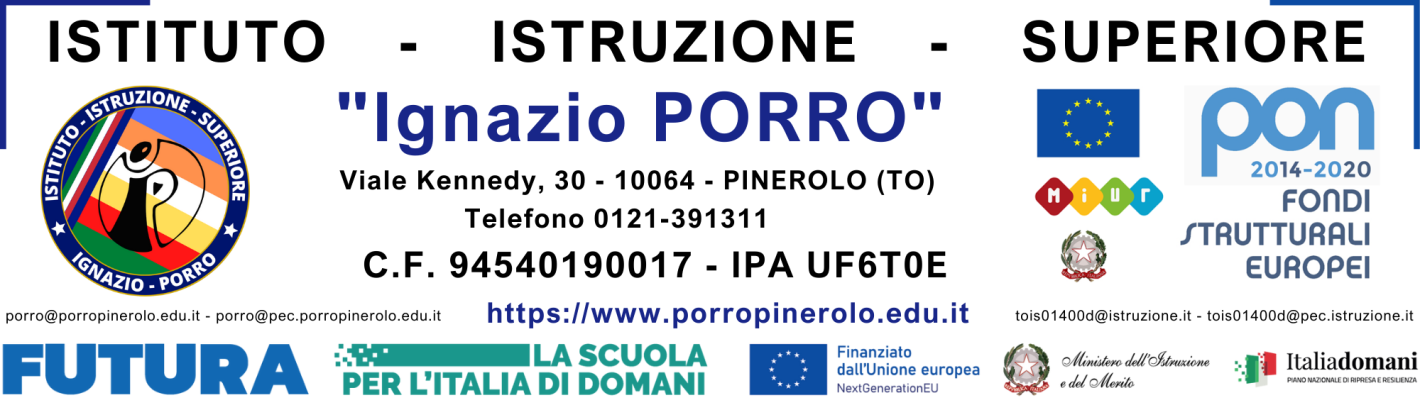 ISTITUTO - ISTRUZIONE - SUPERIORE
ISTITUTO - ISTRUZIONE - SUPERIORE
IGNAZIO - PORRO
"Ignazio PORRO"
Viale Kennedy, 30 - 10064 - PINEROLO (TO)
Telefono 0121-391311
C.F. 94540190017 - IPA UF6T0E
pon
2014-2020
MIUR
FONDI
STRUTTURALI
EUROPEI
porro@porropinerolo.edu.it - porro@pec.porropinerolo.edu.it
https://www.porropinerolo.edu.it
tois01400d@istruzione.it - tois01400d@pec.istruzione.it
FUTURA
LA SCUOLA
PER L'ITALIA DI DOMANI
Finanziato
dall'Unione europea
NextGenerationEU
Ministero dell'Istruzione
e del Merito
Italiadomani
PIANO NAZIONALE DI RIPRESA E RESILIENZA